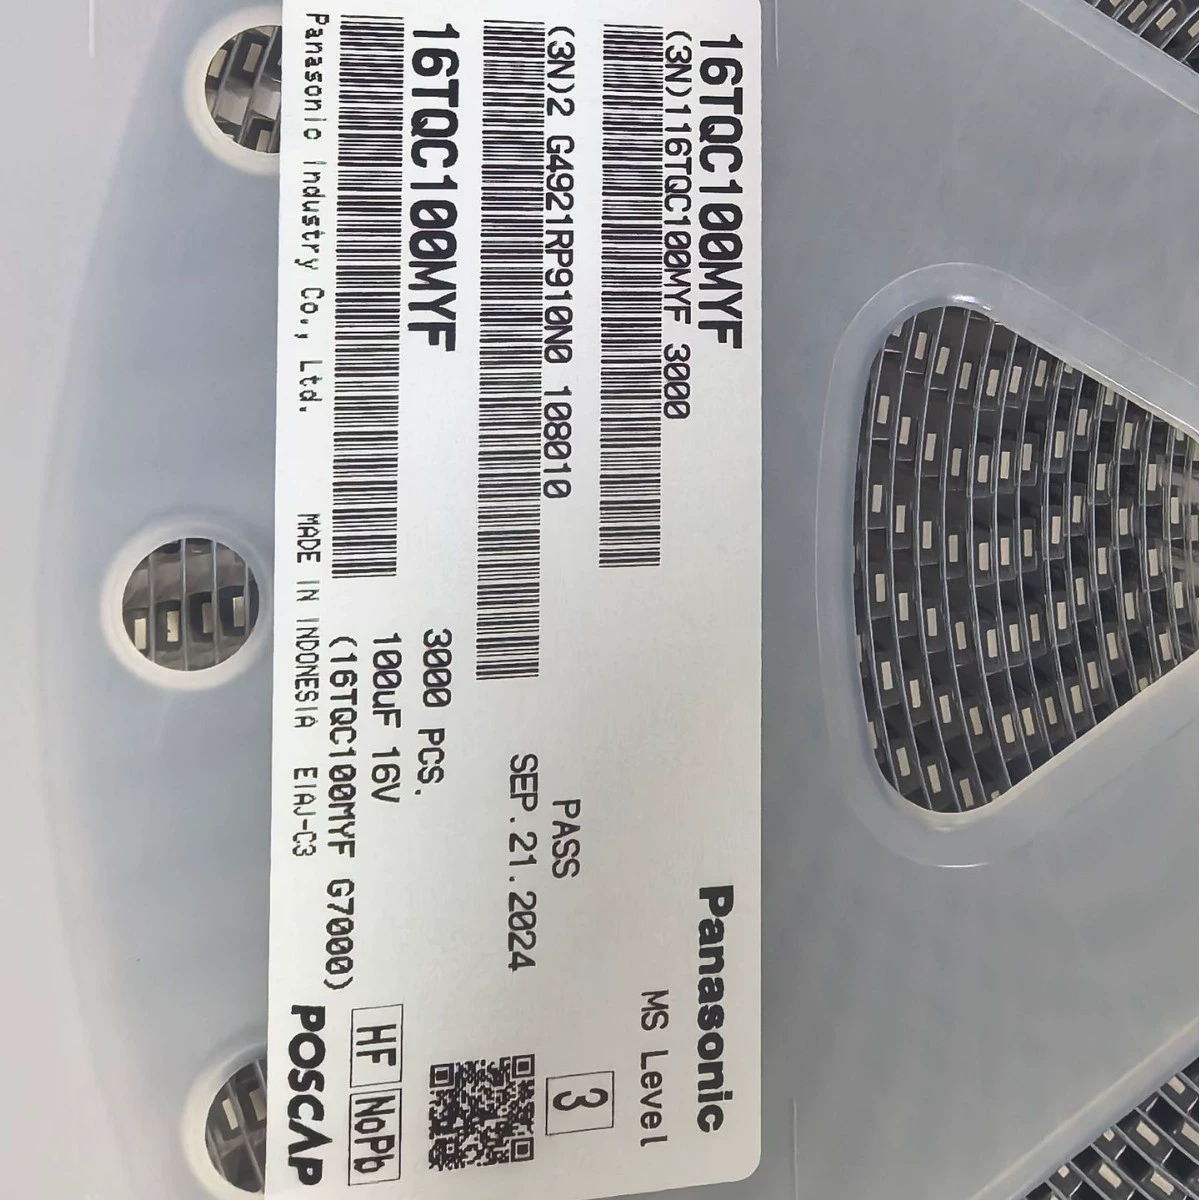 16TQC100MYF
Panasonic
(3N)116TQC100MYF 3000
MS Level
3
(3N)2 G4921RP910N0 108010
PASS
SEP.21.2024
16TQC100MYF
3000 PCS.
100uF 16V
(16TQC100MYF G7000)
HF
NoPb
Panasonic Industry Co., Ltd.
MADE IN INDONESIA EIAJ-C3
POSCAP